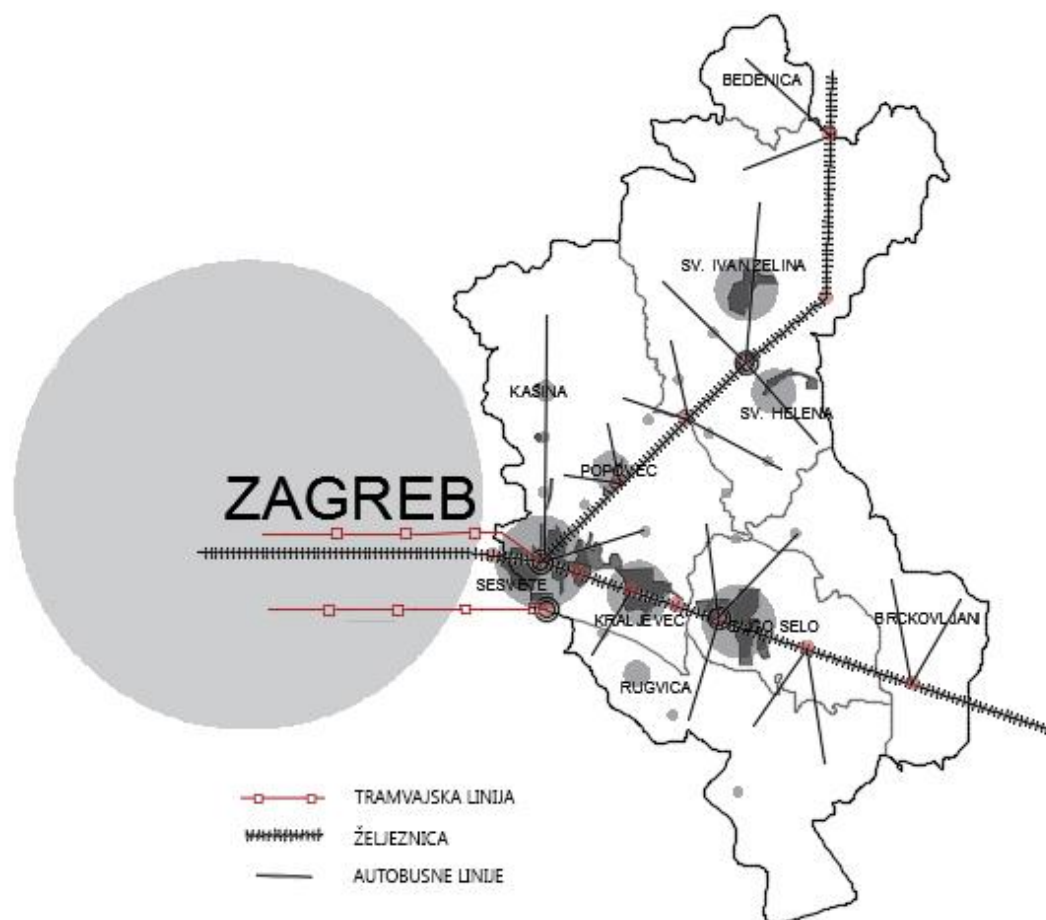 BEDENICA
SV. IVAN ZELINA
KAŠINA
SV. HELENA
POPOVEC
ZAGREB
SESVETE
KRALJEVEC
DUGO SELO
BRCKOVLJANI
RUGVICA
TRAMVAJSKA LINIJA
ŽELJEZNICA
AUTOBUSNE LINIJE